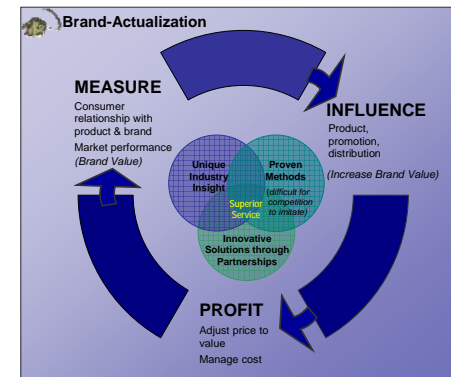 Brand-Actualization
MEASURE
Consumer
relationship with
product & brand
Market performance
(Brand Value)
INFLUENCE
Product,
promotion,
distribution
(Increase Brand Value)
Unique
Industry
Insight
Proven
Methods
(difficult for
competition
to imitate)
Superior
Service
Innovative
Solutions through
Partnerships
PROFIT
Adjust price to
value
Manage cost